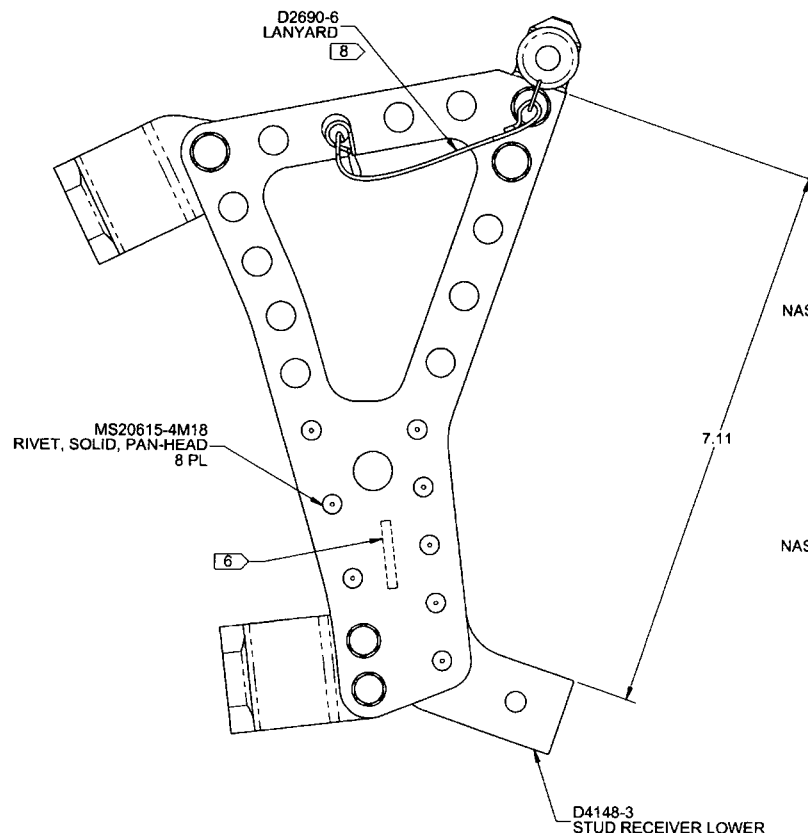 D2690-6
LANYARD
8
NAS
MS20615-4M18
RIVET, SOLID, PAN-HEAD
8 PL
7.11
6
NAS
D4148-3
STUD RECEIVER LOWER